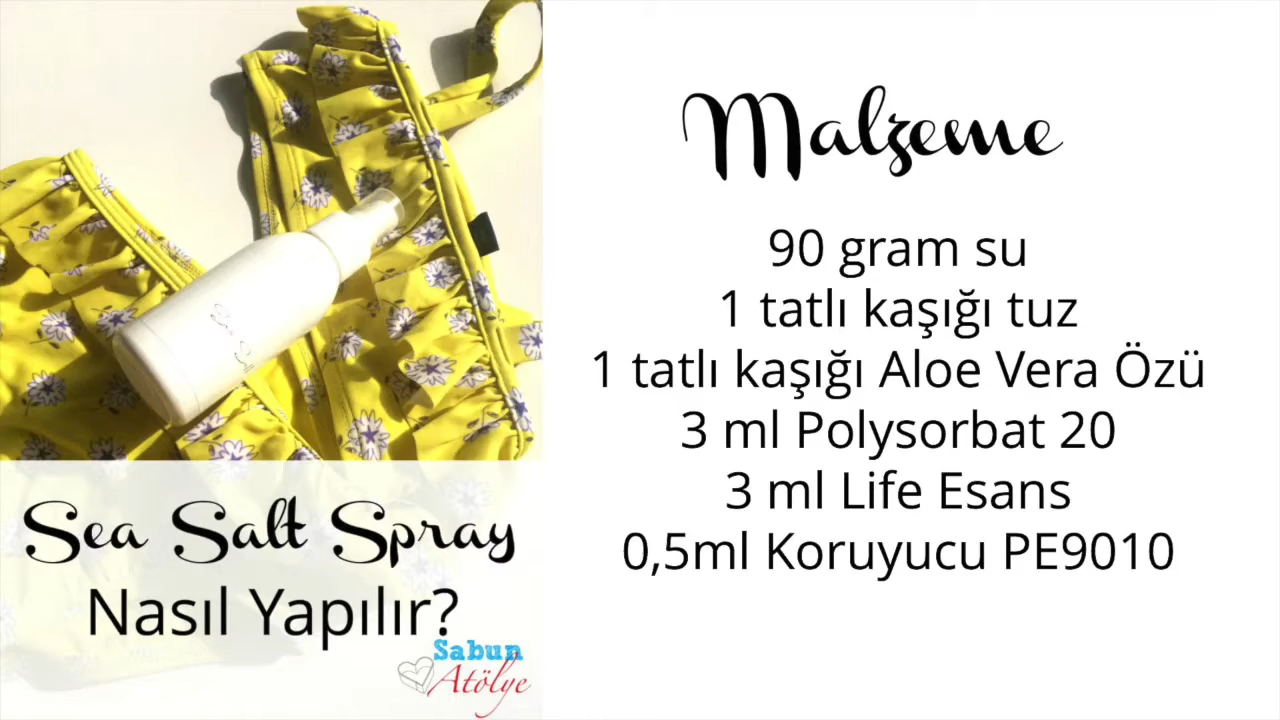 Sea Salt Spray
Nasıl Yapılır?
Sabun
Atölye
Malzeme
90 gram su
1 tatlı kaşığı tuz
1 tatlı kaşığı Aloe Vera Özü
3 ml Polysorbat 20
3 ml Life Esans
0,5ml Koruyucu PE9010